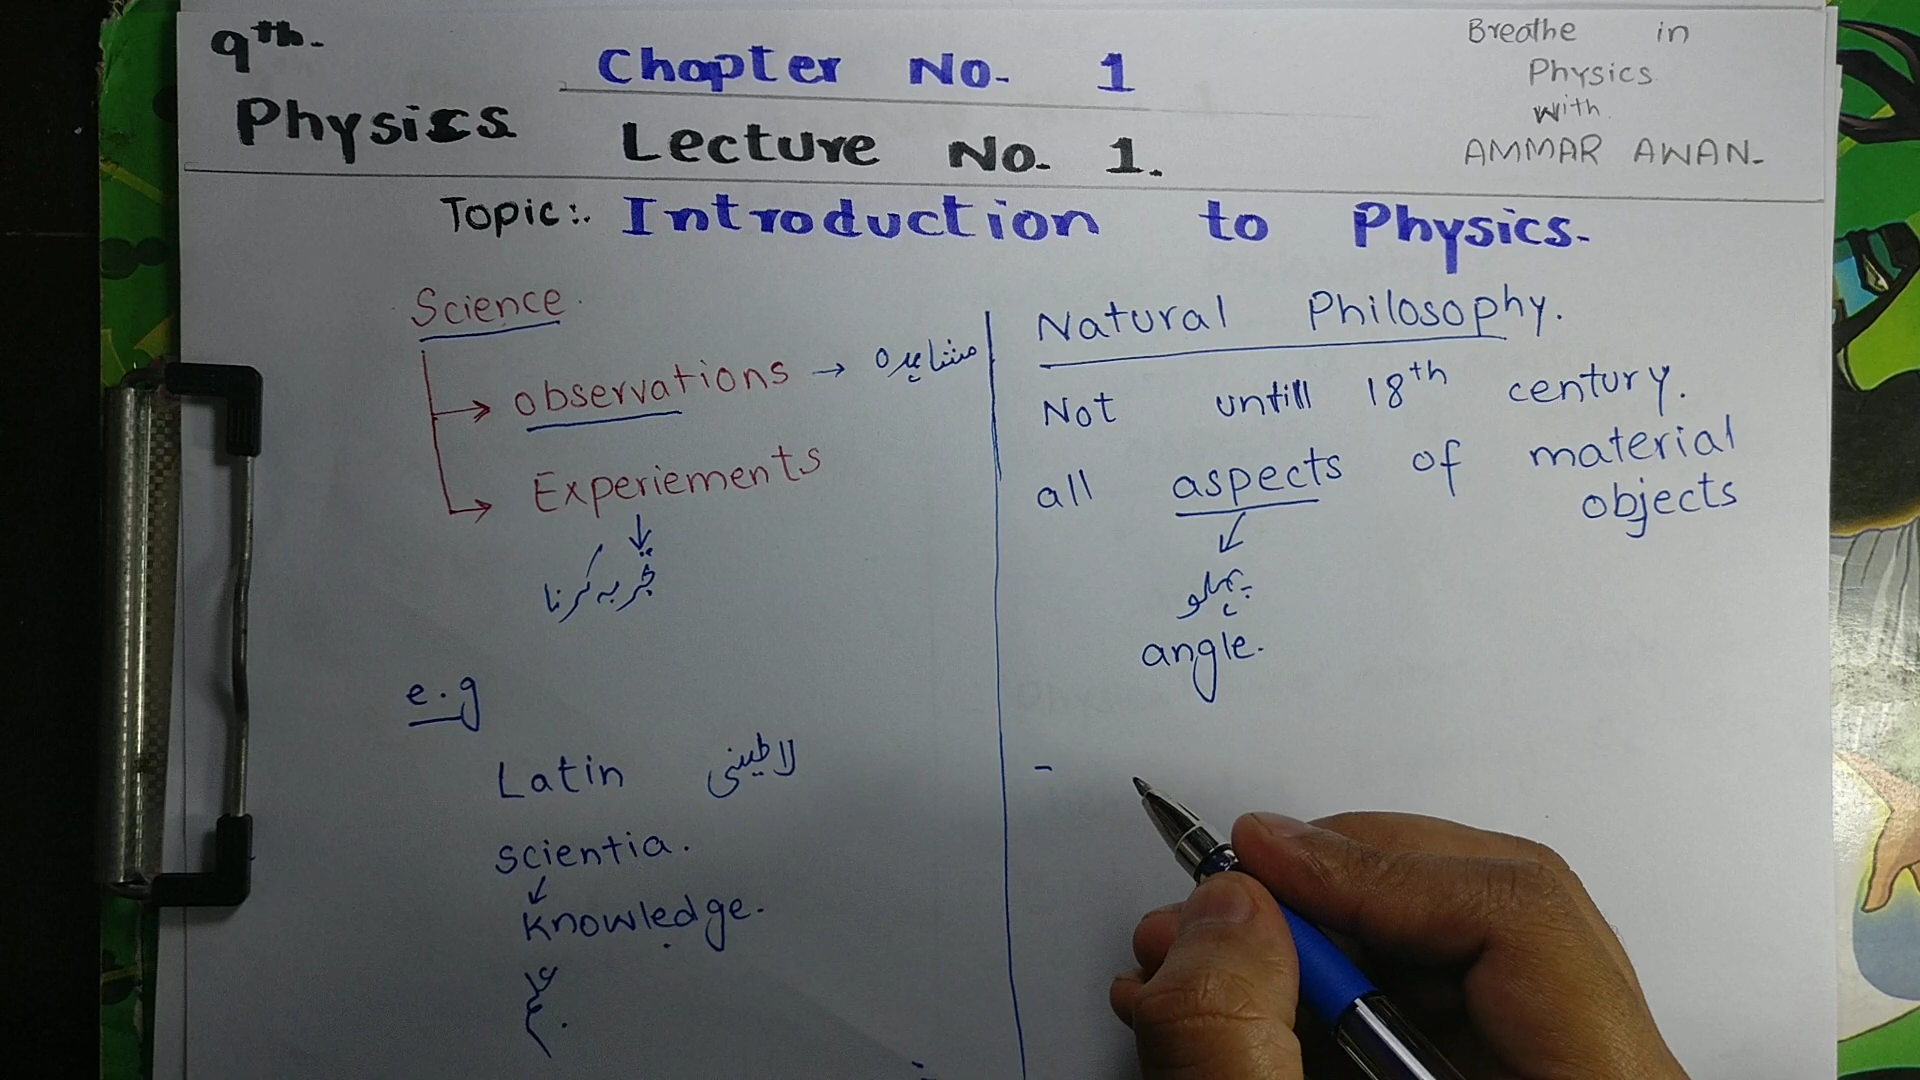 9th.
Physics
Chapter No. 1
Lecture No. 1.
Breathe in
Physics
with
AMMAR AWAN.
Topic:. Introduction to Physics.
Science.
observations → مشاہدہ
Experiements
↓
تجربہ کرنا
e.g
Latin لاطینی
scientia.
↓
knowledge.
علم
Natural Philosophy.
Not untill 18th century.
all aspects of material
objects
↓
پہلو
angle.
-